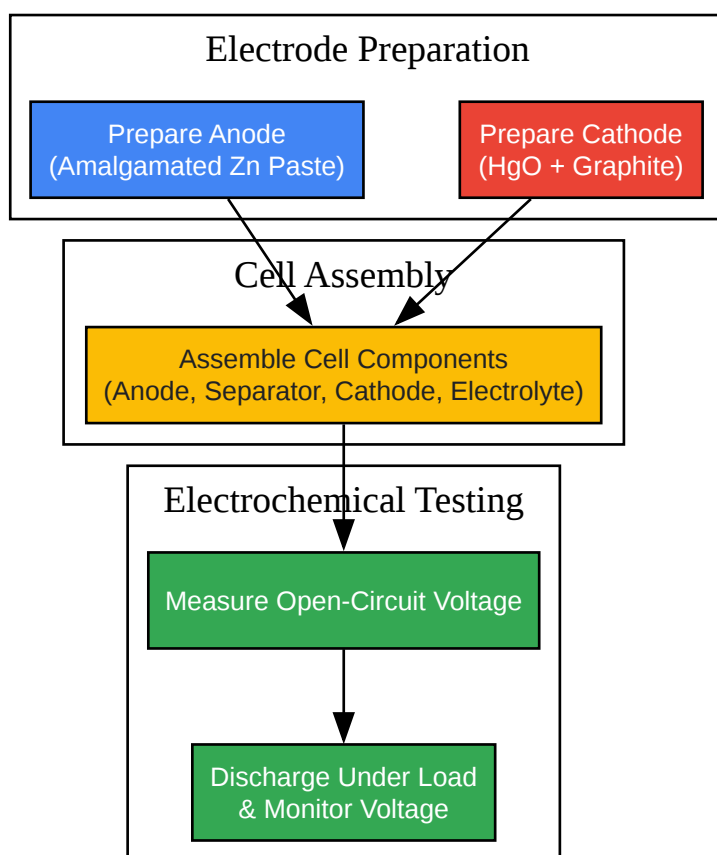 Electrode Preparation
Prepare Anode
(Amalgamated Zn Paste)
Prepare Cathode
(HgO + Graphite)
Cell Assembly
Assemble Cell Components
(Anode, Separator, Cathode, Electrolyte)
Electrochemical Testing
Measure Open-Circuit Voltage
Discharge Under Load
& Monitor Voltage